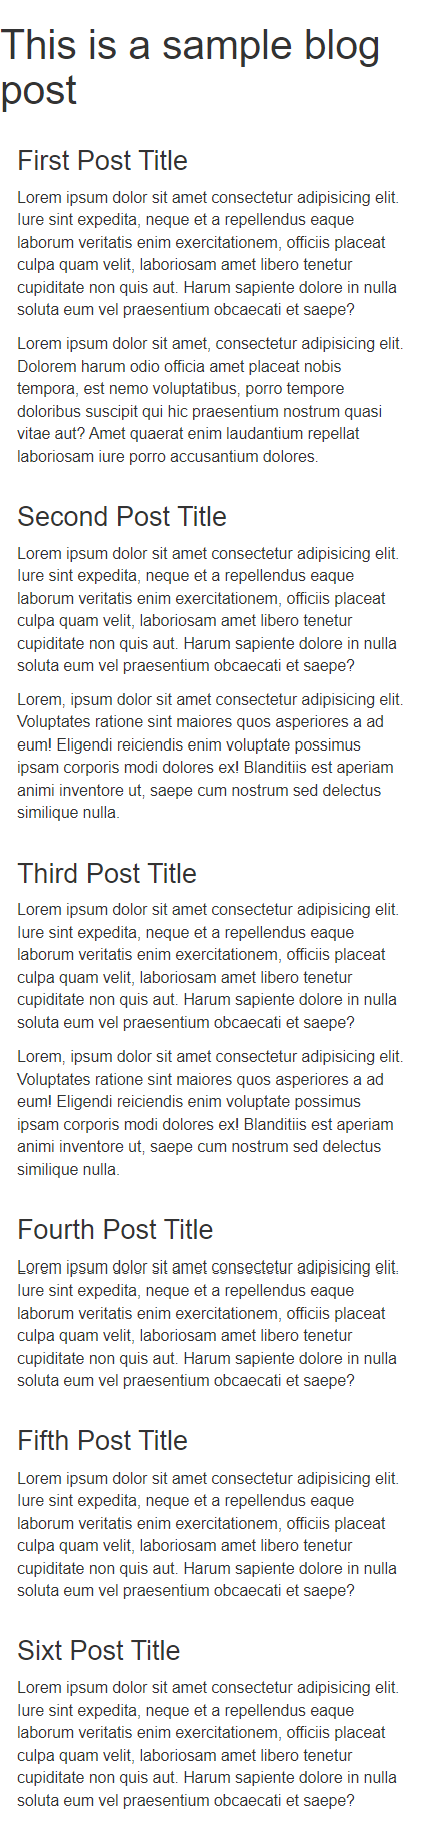 This is a sample blog
post
First Post Title
Lorem ipsum dolor sit amet consectetur adipisicing elit.
Iure sint expedita, neque et a repellendus eaque
laborum veritatis enim exercitationem, officiis placeat
culpa quam velit, laboriosam amet libero tenetur
cupiditate non quis aut. Harum sapiente dolore in nulla
soluta eum vel praesentium obcaecati et saepe?
Lorem ipsum dolor sit amet, consectetur adipisicing elit.
Dolorem harum odio officia amet placeat nobis
tempora, est nemo voluptatibus, porro tempore
doloribus suscipit qui hic praesentium nostrum quasi
vitae aut? Amet quaerat enim laudantium repellat
laboriosam iure porro accusantium dolores.
Second Post Title
Lorem ipsum dolor sit amet consectetur adipisicing elit.
Iure sint expedita, neque et a repellendus eaque
laborum veritatis enim exercitationem, officiis placeat
culpa quam velit, laboriosam amet libero tenetur
cupiditate non quis aut. Harum sapiente dolore in nulla
soluta eum vel praesentium obcaecati et saepe?
Lorem, ipsum dolor sit amet consectetur adipisicing elit.
Voluptates ratione sint maiores quos asperiores a ad
eum! Eligendi reiciendis enim voluptate possimus
ipsam corporis modi dolores ex! Blanditiis est aperiam
animi inventore ut, saepe cum nostrum sed delectus
similique nulla.
Third Post Title
Lorem ipsum dolor sit amet consectetur adipisicing elit.
Iure sint expedita, neque et a repellendus eaque
laborum veritatis enim exercitationem, officiis placeat
culpa quam velit, laboriosam amet libero tenetur
cupiditate non quis aut. Harum sapiente dolore in nulla
soluta eum vel praesentium obcaecati et saepe?
Lorem, ipsum dolor sit amet consectetur adipisicing elit.
Voluptates ratione sint maiores quos asperiores a ad
eum! Eligendi reiciendis enim voluptate possimus
ipsam corporis modi dolores ex! Blanditiis est aperiam
animi inventore ut, saepe cum nostrum sed delectus
similique nulla.
Fourth Post Title
Lorem ipsum dolor sit amet consectetur adipisicing elit.
Iure sint expedita, neque et a repellendus eaque
laborum veritatis enim exercitationem, officiis placeat
culpa quam velit, laboriosam amet libero tenetur
cupiditate non quis aut. Harum sapiente dolore in nulla
soluta eum vel praesentium obcaecati et saepe?
Fifth Post Title
Lorem ipsum dolor sit amet consectetur adipisicing elit.
Iure sint expedita, neque et a repellendus eaque
laborum veritatis enim exercitationem, officiis placeat
culpa quam velit, laboriosam amet libero tenetur
cupiditate non quis aut. Harum sapiente dolore in nulla
soluta eum vel praesentium obcaecati et saepe?
Sixt Post Title
Lorem ipsum dolor sit amet consectetur adipisicing elit.
Iure sint expedita, neque et a repellendus eaque
laborum veritatis enim exercitationem, officiis placeat
culpa quam velit, laboriosam amet libero tenetur
cupiditate non quis aut. Harum sapiente dolore in nulla
soluta eum vel praesentium obcaecati et saepe?